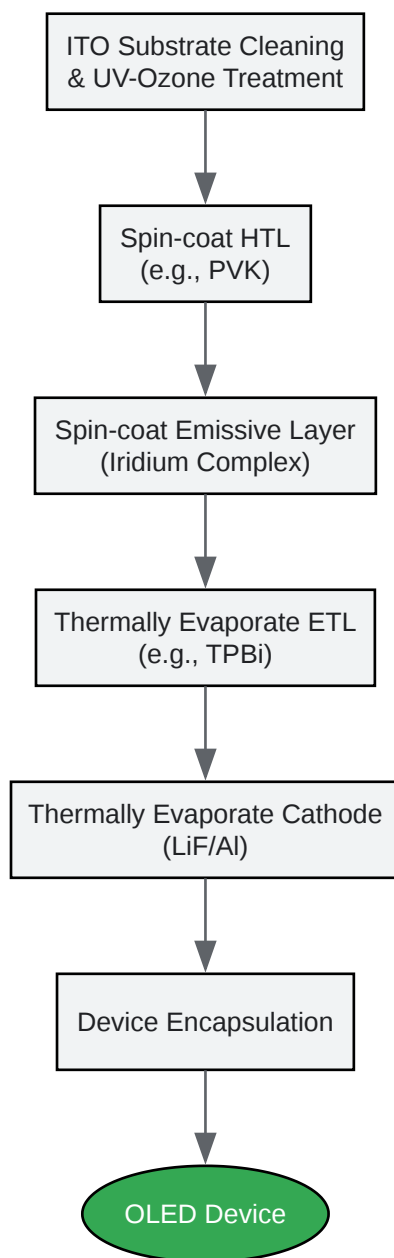 ITO Substrate Cleaning
& UV-Ozone Treatment
Spin-coat HTL
(e.g., PVK)
Spin-coat Emissive Layer
(Iridium Complex)
Thermally Evaporate ETL
(e.g., TPBi)
Thermally Evaporate Cathode
(LiF/Al)
Device Encapsulation
OLED Device